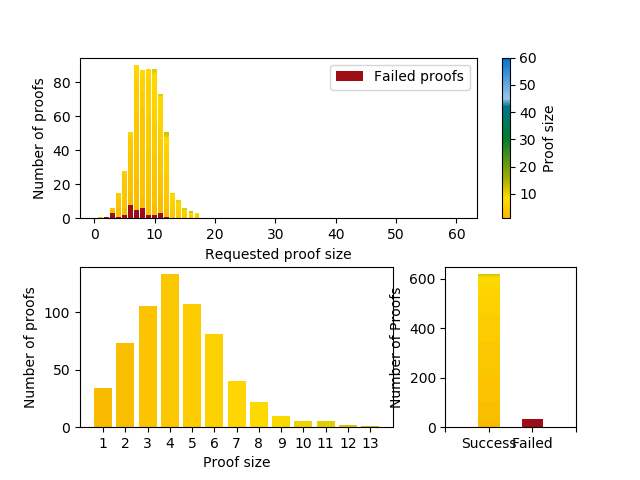 Failed proofs
Number of proofs
80
60
40
20
0
0 10 20 30 40 50 60
Requested proof size
60
50
40
30
20
10
Proof size
Number of proofs
100
50
0
1 2 3 4 5 6 7 8 9 10 11 12 13
Proof size
Number of Proofs
600
400
200
0
Success Failed